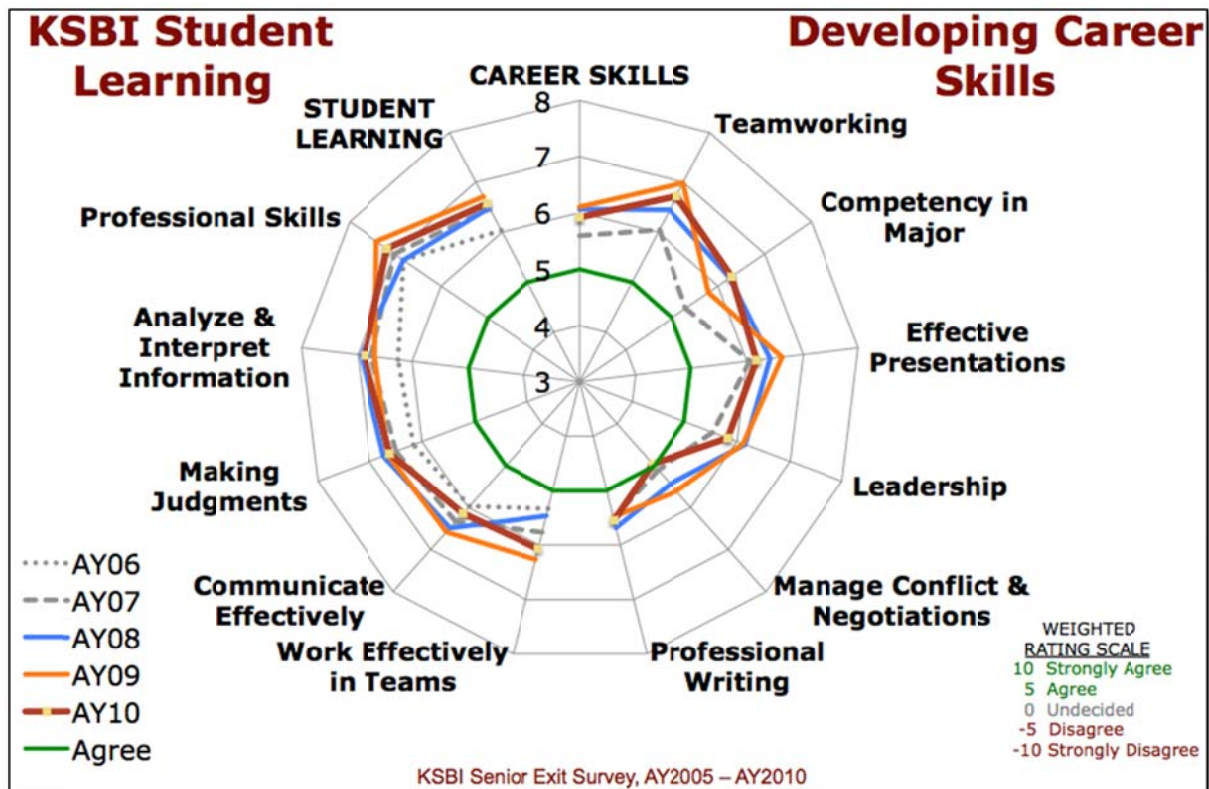 KSBI Student
Learning
Developing Career
Skills
CAREER SKILLS
STUDENT
LEARNING
Teamworking
Professional Skills
Competency in
Major
Analyze &
Interpret
Information
Effective
Presentations
Making
Judgments
Leadership
Communicate
Effectively
Manage Conflict &
Negotiations
Work Effectively
in Teams
Professional
Writing
8
7
6
5
4
3
AY06
AY07
AY08
AY09
AY10
Agree
WEIGHTED
RATING SCALE
10 Strongly Agree
5 Agree
0 Undecided
-5 Disagree
-10 Strongly Disagree
KSBI Senior Exit Survey, AY2005 – AY2010